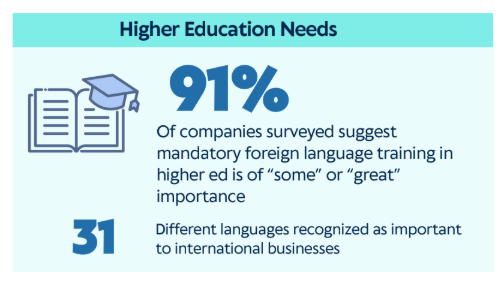 Higher Education Needs
91%
Of companies surveyed suggest
mandatory foreign language training in
higher ed is of “some” or “great”
importance
31
Different languages recognized as important
to international businesses